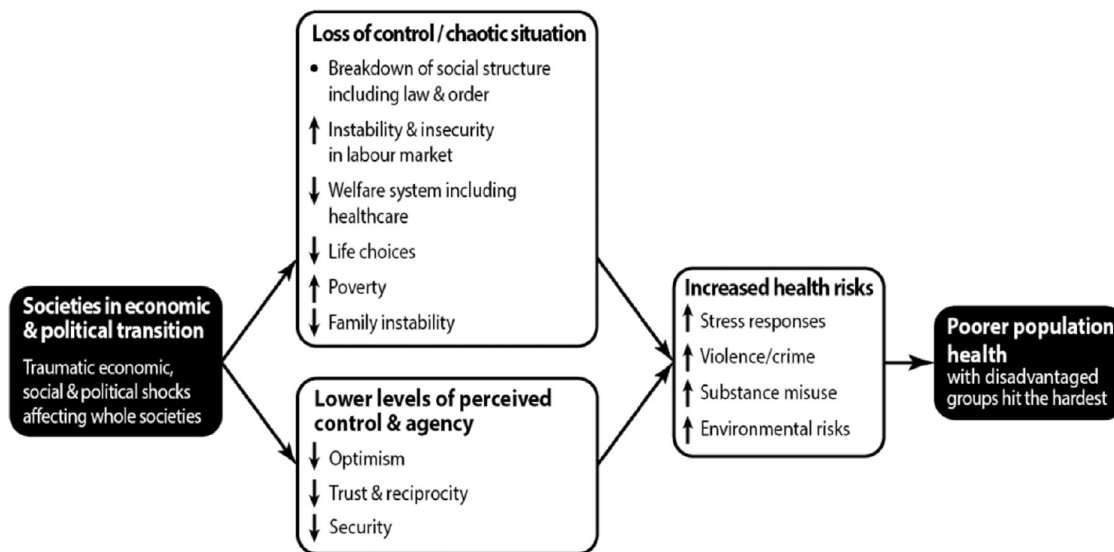 Societies in economic
& political transition
Traumatic economic,
social & political shocks
affecting whole societies
Loss of control / chaotic situation
• Breakdown of social structure
including law & order
↑ Instability & insecurity
in labour market
↓ Welfare system including
healthcare
↓ Life choices
↑ Poverty
↓ Family instability
Lower levels of perceived
control & agency
↓ Optimism
↓ Trust & reciprocity
↓ Security
Increased health risks
↑ Stress responses
↑ Violence/crime
↑ Substance misuse
↑ Environmental risks
Poorer population
health
with disadvantaged
groups hit the hardest